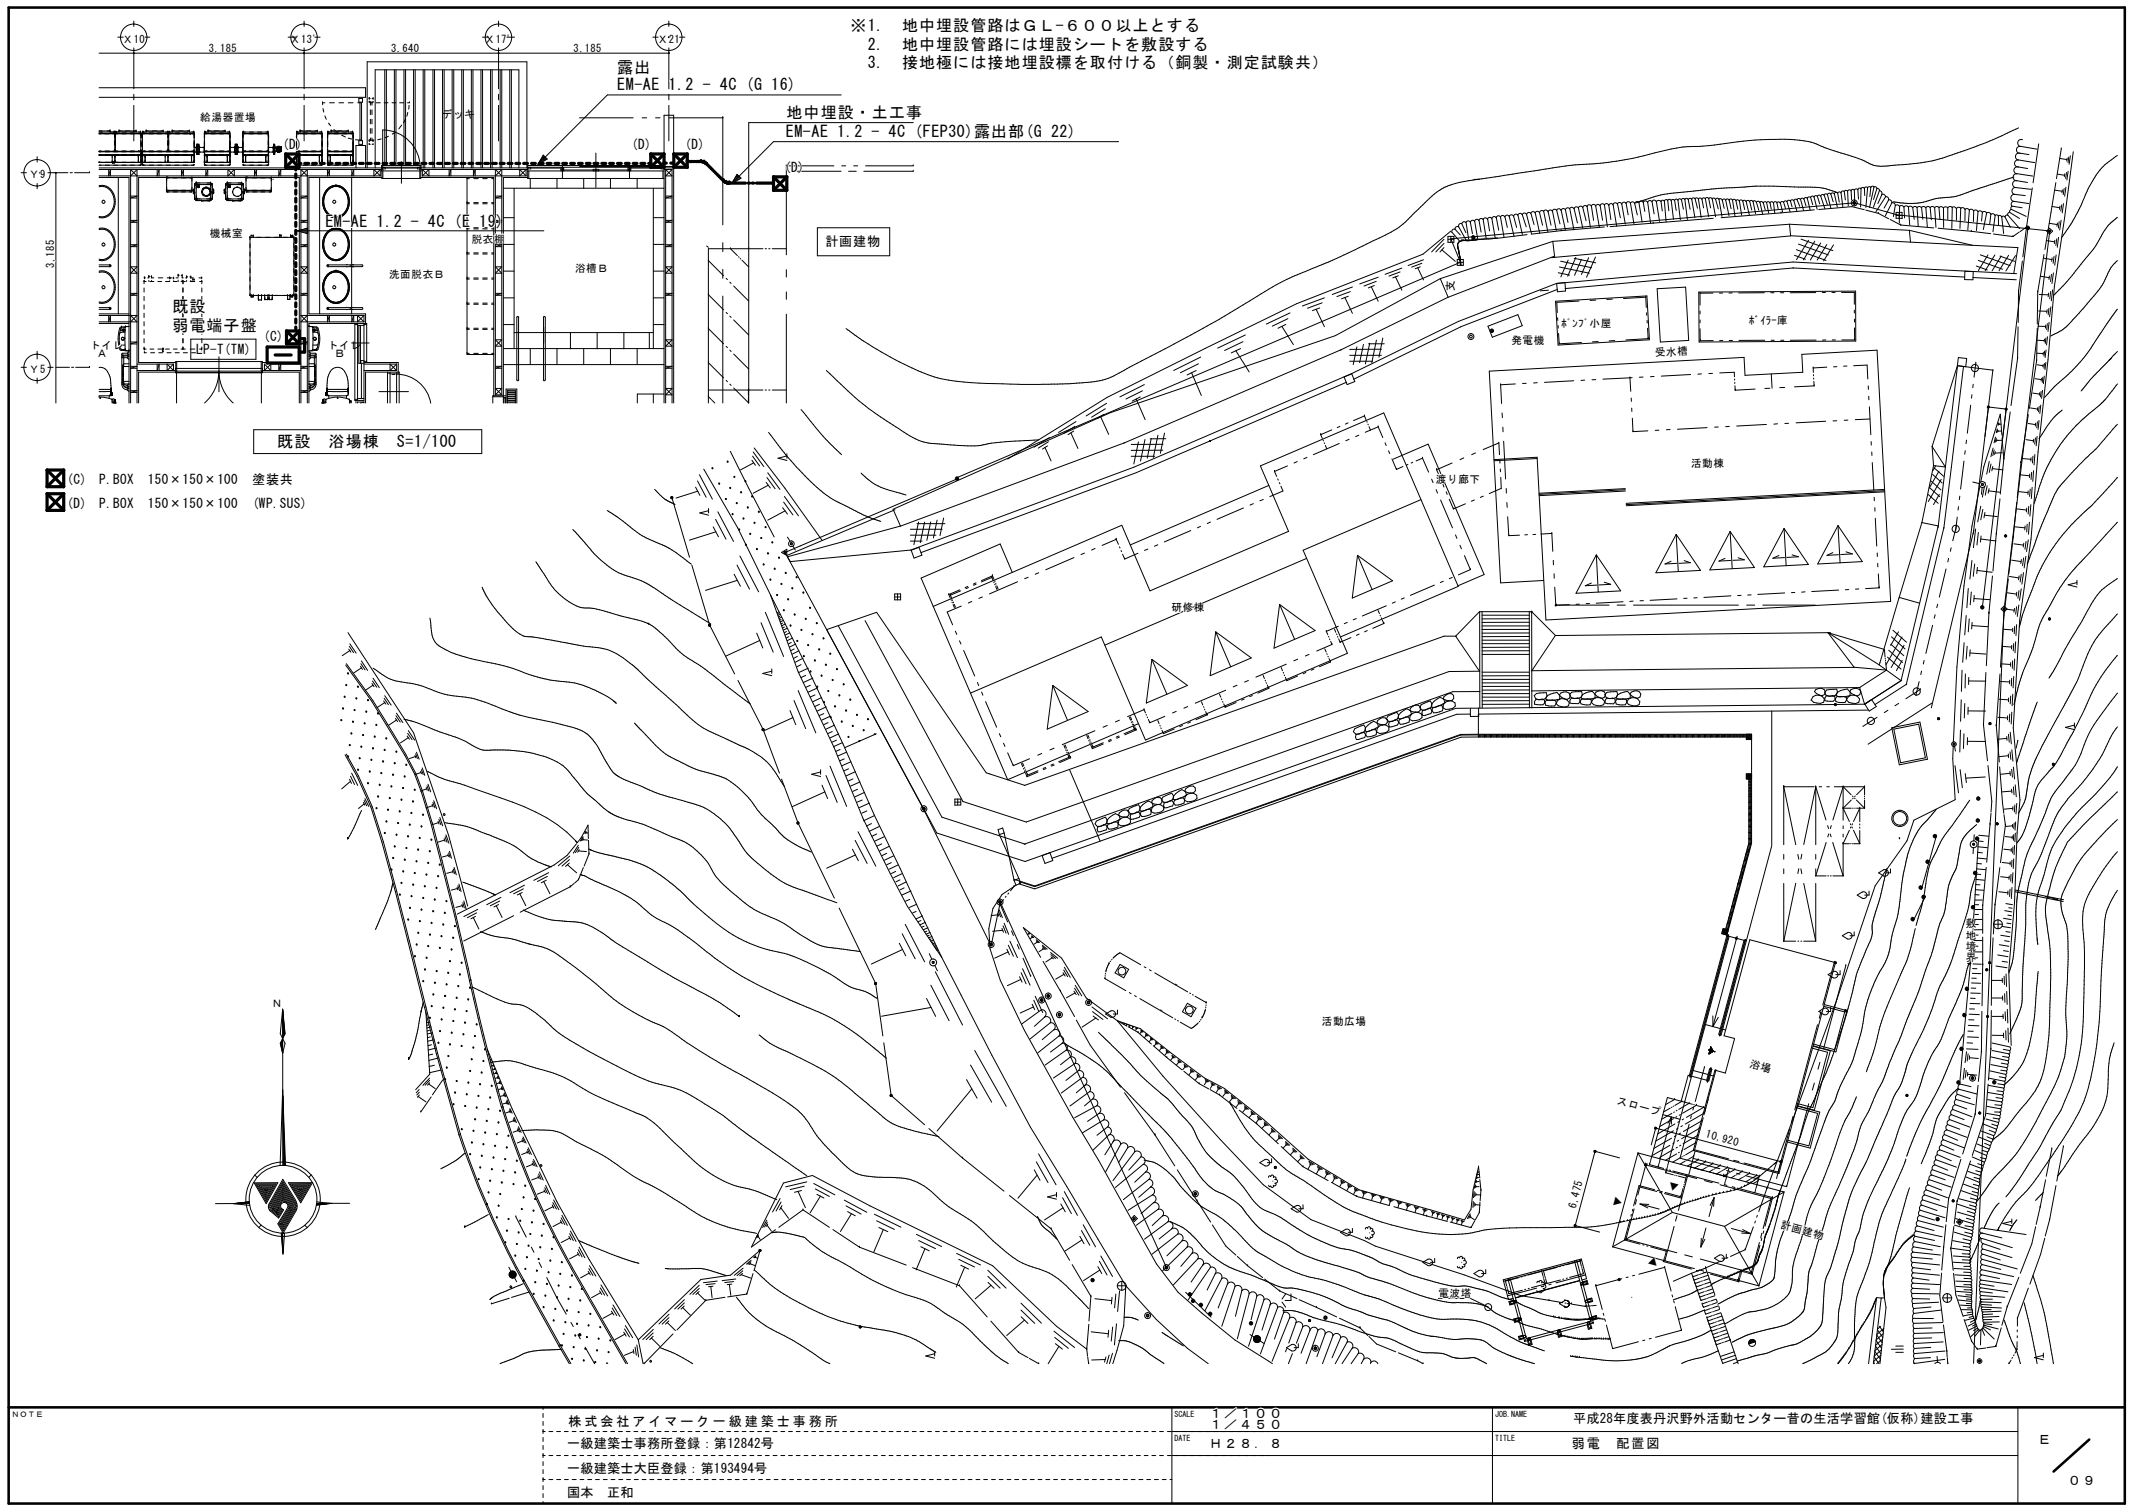 ※1.　地中埋設管路はＧＬ-６００以上とする
2.　地中埋設管路には埋設シートを敷設する
3.　接地極には接地埋設標を取付ける（銅製・測定試験共）
X10
X13
X17
X21
3.185
3.640
3.185
露出
EM-AE 1.2 - 4C (G 16)
地中埋設・土工事
EM-AE 1.2 - 4C (FEP30)露出部(G 22)
給湯器置場
デッキ
(D)
(D)
(D)
(D)
Y9
3.185
EM-AE 1.2 - 4C (E 19)
機械室
脱衣棚
計画建物
洗面脱衣Ｂ
浴槽Ｂ
既設
弱電端子盤
(C)
LP-T(TM)
トイレ
A
トイレ
B
Y5
既設　浴場棟　S=1/100
(C)　P.BOX　150×150×100　塗装共
(D)　P.BOX　150×150×100　(WP.SUS)
支
発電機
ﾎﾟﾝﾌﾟ小屋
受水槽
ﾎﾞｲﾗｰ庫
渡り廊下
活動棟
研修棟
敷地境界
活動広場
浴場
スロープ
10.920
6.475
計画建物
電波塔
N
NOTE
株式会社アイマーク一級建築士事務所
一級建築士事務所登録：第12842号
一級建築士大臣登録：第193494号
国本　正和
SCALE　１／１００
１／４５０
DATE　Ｈ２８．８
JOB.NAME　平成28年度表丹沢野外活動センター昔の生活学習館(仮称)建設工事
TITLE　弱電　配置図
E
０９